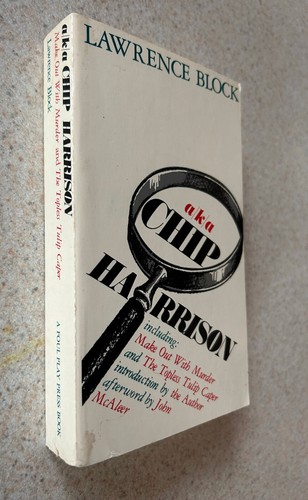 LAWRENCE BLOCK
a/k/a
CHIP
HARRISON
including:
Make Out With Murder
and The Topless Tulip Caper
introduction by the Author
afterword by John
McAleer
a/k/a CHIP HARRISON
Make Out With Murder and The Topless Tulip Caper
Lawrence Block
A FOUL PLAY PRESS BOOK